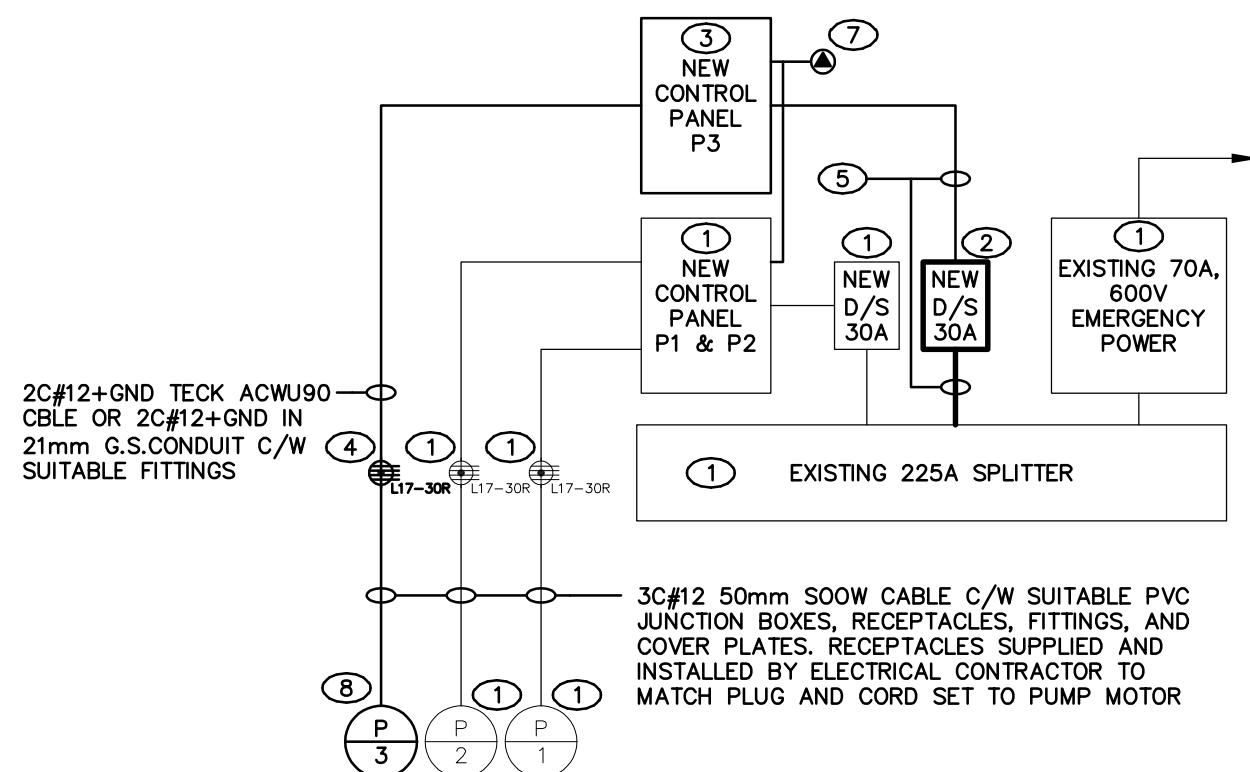 3
NEW
CONTROL
PANEL
P3
7
5
1
NEW
CONTROL
PANEL
P1 & P2
1
NEW
D/S
30A
2
NEW
D/S
30A
1
EXISTING 70A,
600V
EMERGENCY
POWER
2C#12+GND TECK ACWU90
CBLE OR 2C#12+GND IN
21mm G.S.CONDUIT C/W
SUITABLE FITTINGS
4
L17-30R
1
L17-30R
1
L17-30R
1
EXISTING 225A SPLITTER
3C#12 50mm SOOW CABLE C/W SUITABLE PVC
JUNCTION BOXES, RECEPTACLES, FITTINGS, AND
COVER PLATES. RECEPTACLES SUPPLIED AND
INSTALLED BY ELECTRICAL CONTRACTOR TO
MATCH PLUG AND CORD SET TO PUMP MOTOR
8
P
3
1
P
2
1
P
1